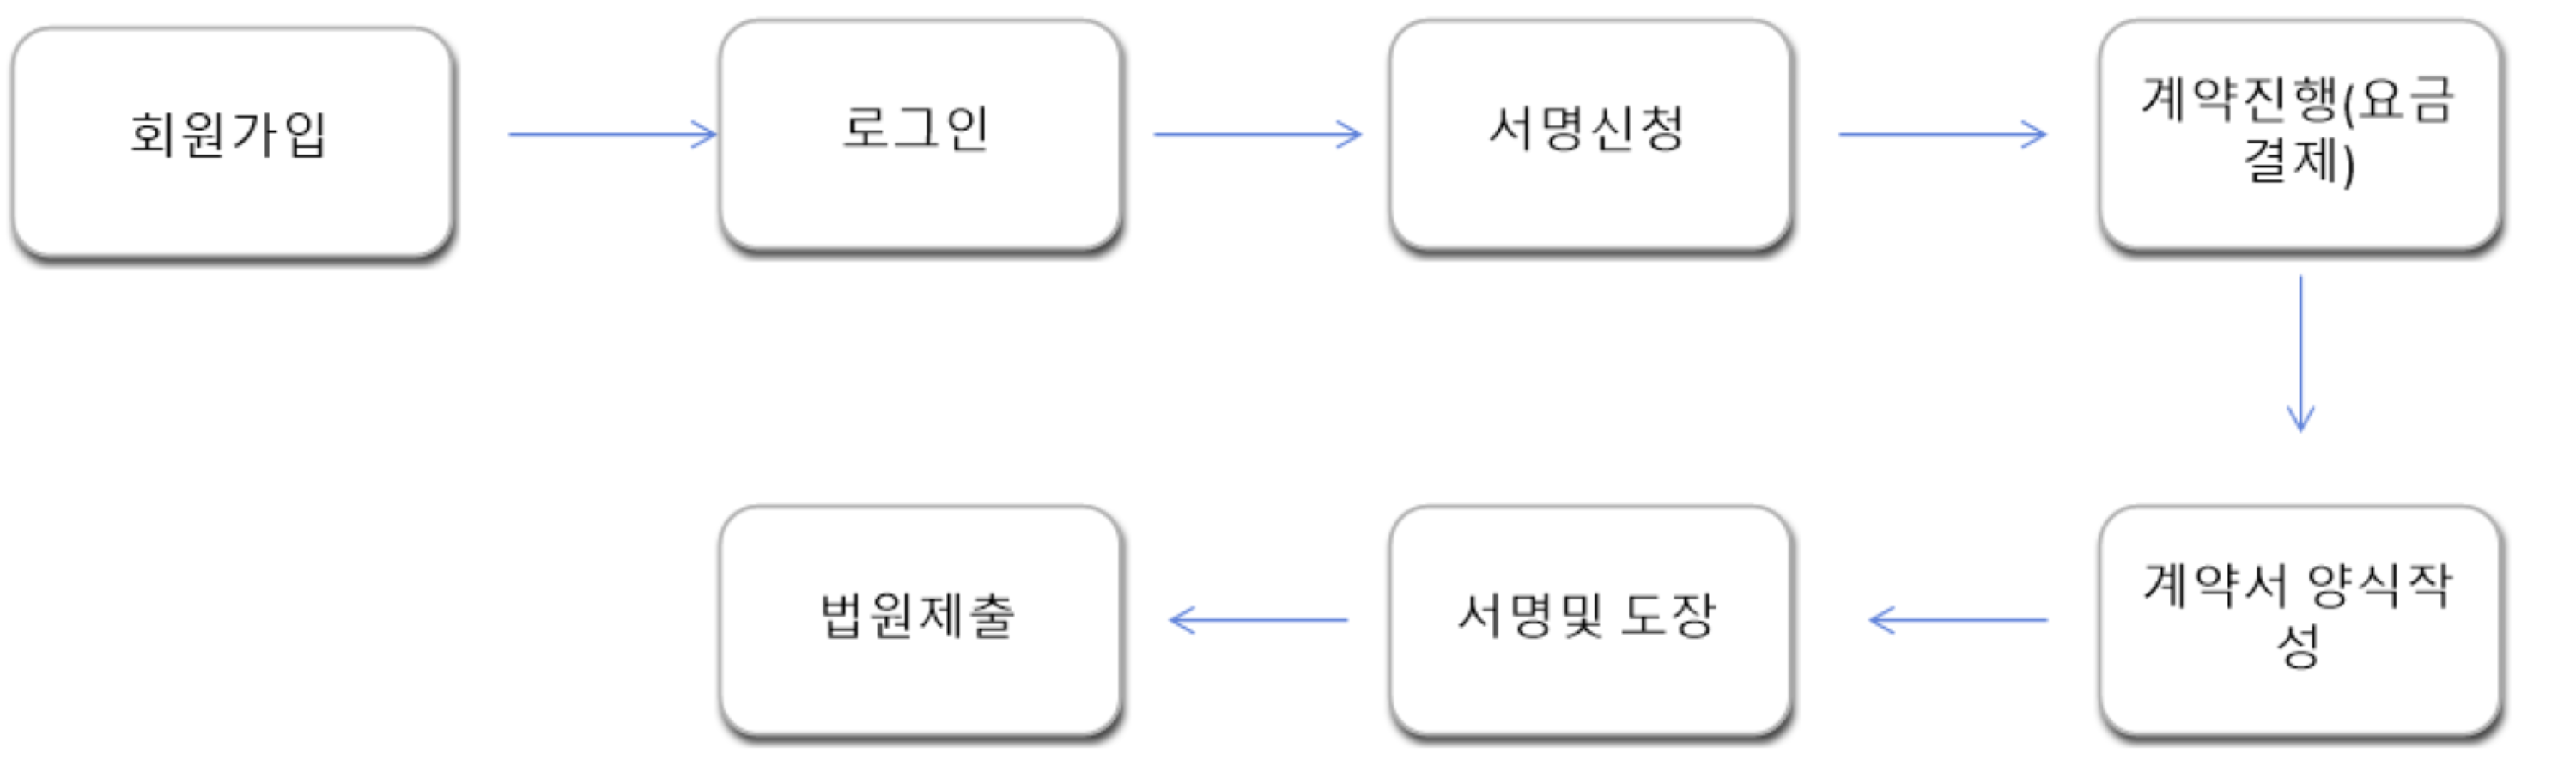 회원가입
로그인
서명신청
계약진행(요금
결제)
계약서 양식작
성
서명및 도장
법원제출